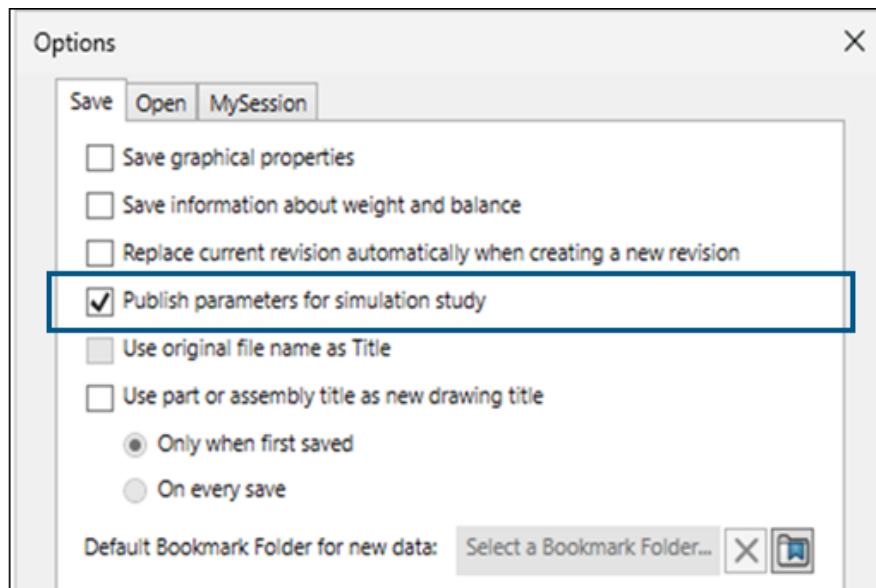 Options
Save Open MySession
Save graphical properties
Save information about weight and balance
Replace current revision automatically when creating a new revision
Publish parameters for simulation study
Use original file name as Title
Use part or assembly title as new drawing title
Only when first saved
On every save
Default Bookmark Folder for new data: Select a Bookmark Folder...